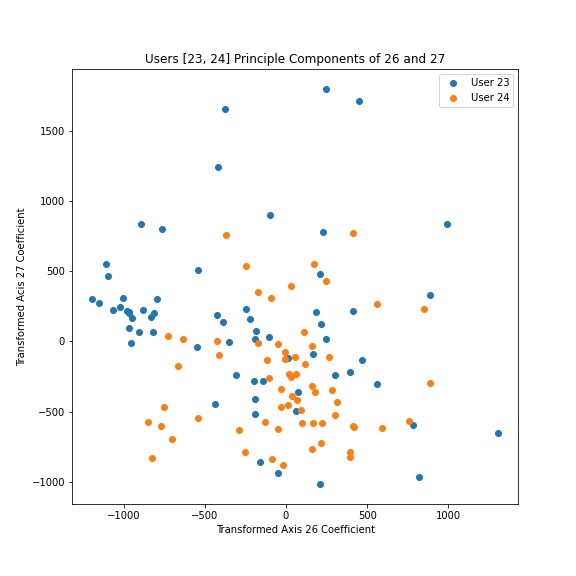 Users [23, 24] Principle Components of 26 and 27
User 23
User 24
Transformed Acis 27 Coefficient
1500
1000
500
0
−500
−1000
−1000
−500
0
500
1000
Transformed Axis 26 Coefficient